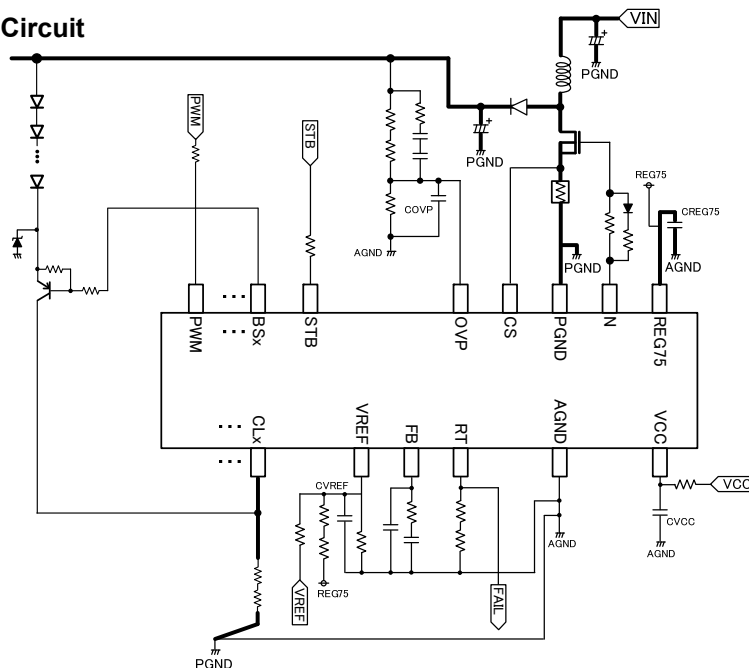 Circuit
VIN
PGND
PWM
STB
PGND
REG75
COVP
CREG75
AGND
PGND
AGND
PWM
BSx
STB
OVP
CS
PGND
N
REG75
CLx
VREF
FB
RT
AGND
VCC
CVREF
VCC
CVCC
AGND
AGND
REG75
VREF
FAIL
PGND